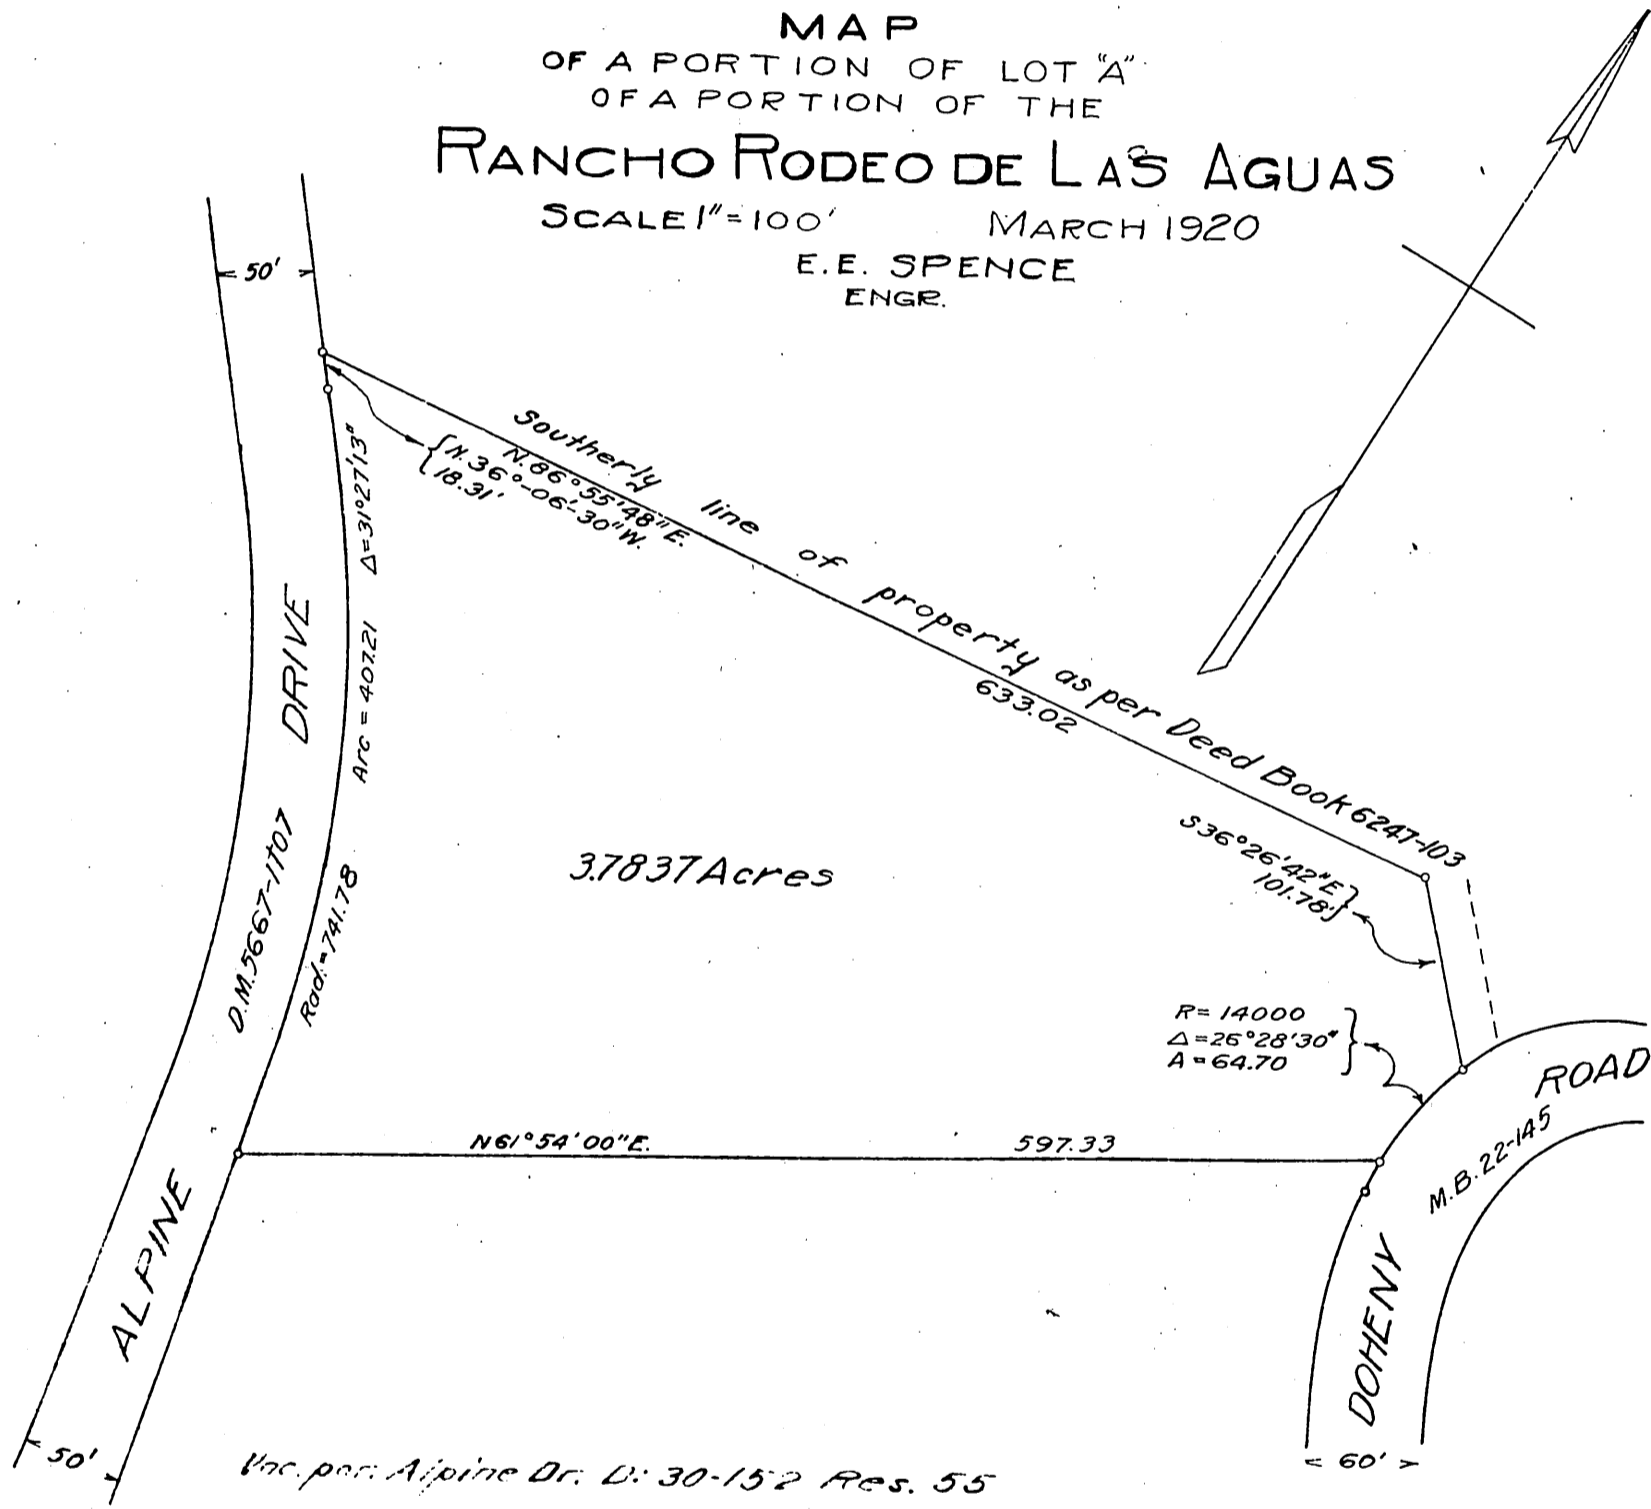 MAP
OF A PORTION OF LOT "A"
OF A PORTION OF THE
RANCHO RODEO DE LAS AGUAS
SCALE 1"=100' MARCH 1920
E.E. SPENCE
ENGR.
50'
Southerly line of property as per Deed Book 6247-103
N.86°55'48"E.
633.02
N.36°-06'-30"W.
18.31'
Δ=31°27'13"
Arc = 407.21
Rad.=741.78
ALPINE DRIVE
D.M.5667-1107
3.7837 Acres
S36°26'42"E
101.78'
R= 14000
Δ=26°28'30"
A=64.70
N61°54'00"E. 597.33
DOHENY ROAD
M.B.22-145
50'
60'
Vac. por. Alpine Dr. D: 30-152 Res. 55